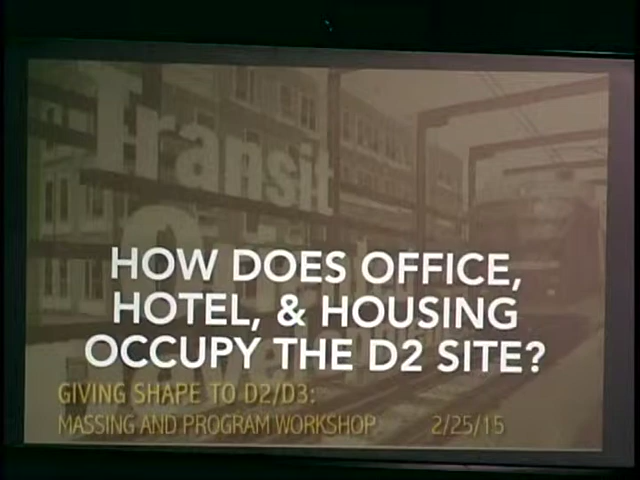 Transit
HOW DOES OFFICE,
HOTEL, & HOUSING
OCCUPY THE D2 SITE?
GIVING SHAPE TO D2/D3:
MASSING AND PROGRAM WORKSHOP 2/25/15